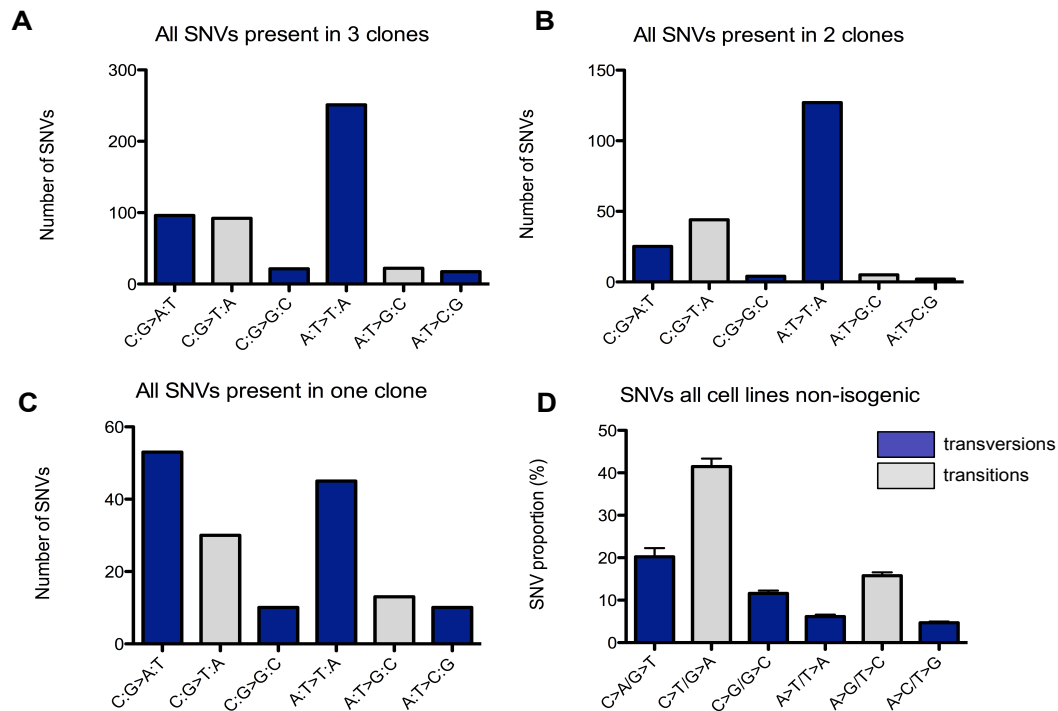 A
All SNVs present in 3 clones
Number of SNVs
300
200
100
0
C:G>A:T
C:G>T:A
C:G>G:C
A:T>T:A
A:T>G:C
A:T>C:G
B
All SNVs present in 2 clones
Number of SNVs
150
100
50
0
C:G>A:T
C:G>T:A
C:G>G:C
A:T>T:A
A:T>G:C
A:T>C:G
C
All SNVs present in one clone
Number of SNVs
60
40
20
0
C:G>A:T
C:G>T:A
C:G>G:C
A:T>T:A
A:T>G:C
A:T>C:G
D
SNVs all cell lines non-isogenic
SNV proportion (%)
50
40
30
20
10
0
transversions
transitions
C>A/G>T
C>T/G>A
C>G/G>C
A>T/T>A
A>G/T>C
A>C/T>G